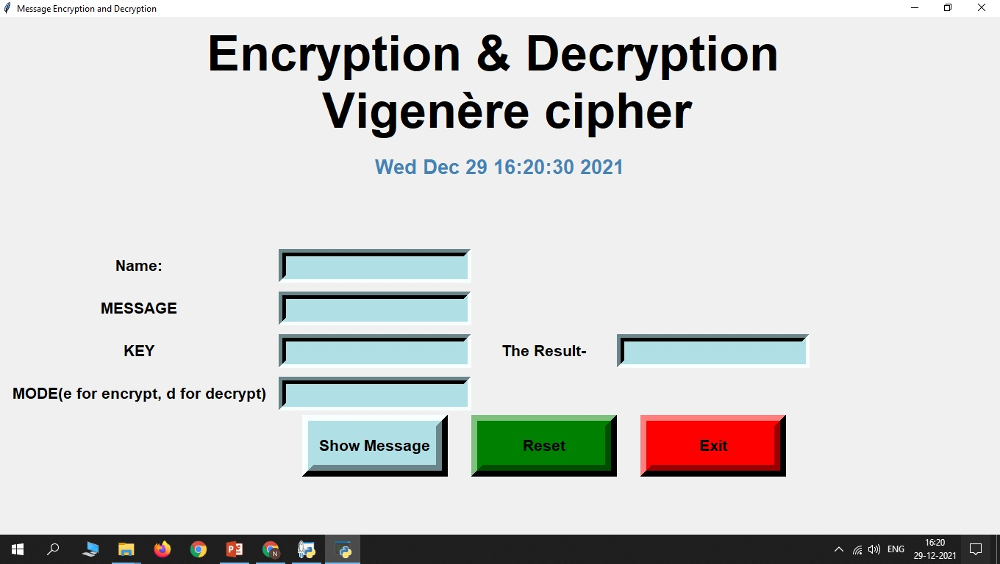 Message Encryption and Decryption
Encryption & Decryption
Vigenère cipher
Wed Dec 29 16:20:30 2021
Name:
MESSAGE
KEY
The Result-
MODE(e for encrypt, d for decrypt)
Show Message
Reset
Exit
P
N
ENG
16:20
29-12-2021